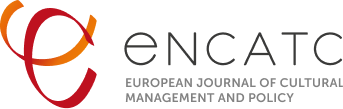 encatc
EUROPEAN JOURNAL OF CULTURAL
MANAGEMENT AND POLICY